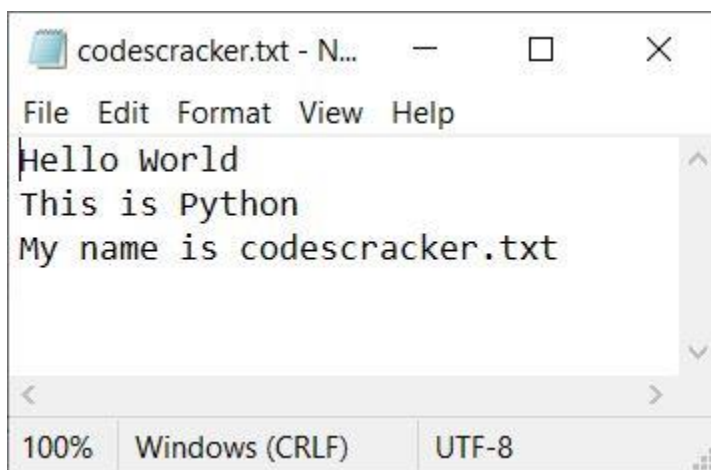 codescracker.txt - N...
File Edit Format View Help
Hello World
This is Python
My name is codescracker.txt
100% Windows (CRLF) UTF-8